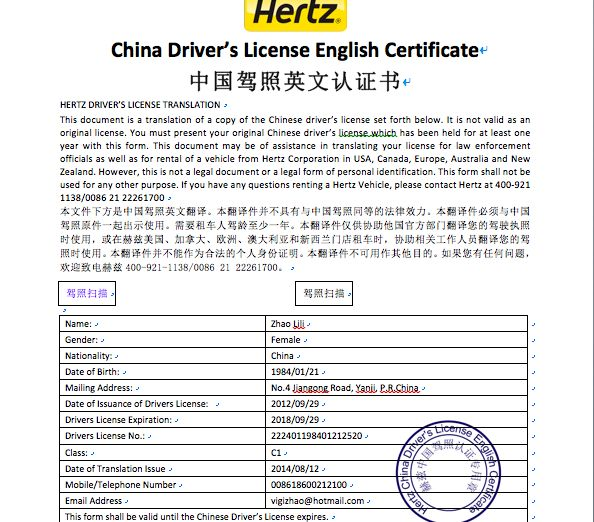 Hertz
China Driver's License English Certificate
中国驾照英文认证书
HERTZ DRIVER'S LICENSE TRANSLATION
This document is a translation of a copy of the Chinese driver's license set forth below. It is not valid as an
original license. You must present your original Chinese driver's license which has been held for at least one
year with this form. This document may be of assistance in translating your license for law enforcement
officials as well as for rental of a vehicle from Hertz Corporation in USA, Canada, Europe, Australia and New
Zealand. However, this is not a legal document or a legal form of personal identification. This form shall not be
used for any other purpose. If you have any questions renting a Hertz Vehicle, please contact Hertz at 400-921
1138/0086 21 22261700
本文件下方是中国驾照英文翻译。本翻译件并不具有与中国驾照同等的法律效力。本翻译件必须与中国
驾照原件一起出示使用。需要租车人驾龄至少一年。本翻译件仅供协助他国官方部门翻译您的驾驶执照
时使用，或在赫兹美国、加拿大、欧洲、澳大利亚和新西兰门店租车时，协助相关工作人员翻译您的驾
照时使用。本翻译件并不能作为合法的个人身份证明。本翻译件不可用作其他目的。如果您有任何问题，
欢迎致电赫兹 400-921-1138/0086 21 22261700。
驾照扫描 驾照扫描
Name: Zhao Lili
Gender: Female
Nationality: China
Date of Birth: 1984/01/21
Mailing Address: No.4 Jiangong Road, Yanji, P.R.China
Date of Issuance of Drivers License: 2012/09/29
Drivers License Expiration: 2018/09/29
Drivers License No.: 222401198401212520
Class: C1
Date of Translation Issue 2014/08/12
Mobile/Telephone Number 008618600212100
Email Address vigizhao@hotmail.com
This form shall be valid until the Chinese Driver's License expires.
Hertz China Driver's License English Certificate
赫兹中国驾照认证专用章